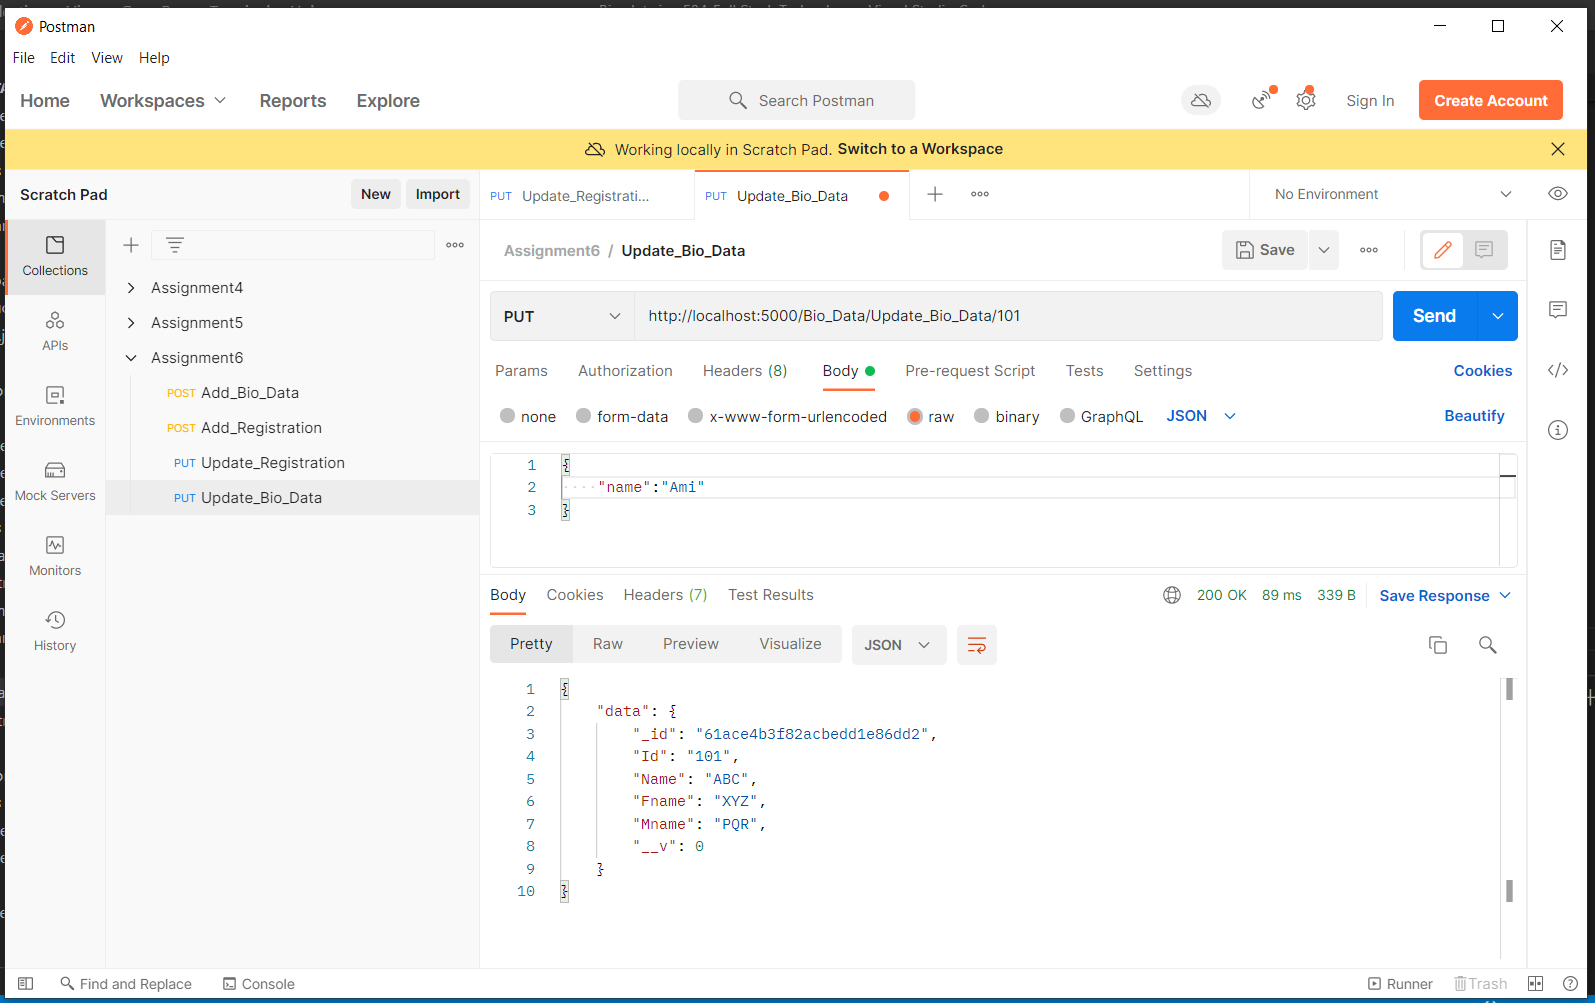 Postman
File Edit View Help
Home Workspaces Reports Explore Search Postman Sign In Create Account
Working locally in Scratch Pad. Switch to a Workspace
Scratch Pad New Import PUT Update_Registrati... PUT Update_Bio_Data No Environment
Collections
APIs
Environments
Mock Servers
Monitors
History
Assignment4
Assignment5
Assignment6
POST Add_Bio_Data
POST Add_Registration
PUT Update_Registration
PUT Update_Bio_Data
Assignment6 / Update_Bio_Data Save
PUT http://localhost:5000/Bio_Data/Update_Bio_Data/101 Send
Params Authorization Headers (8) Body Pre-request Script Tests Settings Cookies
none form-data x-www-form-urlencoded raw binary GraphQL JSON Beautify
1 {
2 "name":"Ami"
3 }
Body Cookies Headers (7) Test Results 200 OK 89 ms 339 B Save Response
Pretty Raw Preview Visualize JSON
1 {
2 "data": {
3 "_id": "61ace4b3f82acbedd1e86dd2",
4 "Id": "101",
5 "Name": "ABC",
6 "Fname": "XYZ",
7 "Mname": "PQR",
8 "__v": 0
9 }
10 }
Find and Replace Console Runner Trash